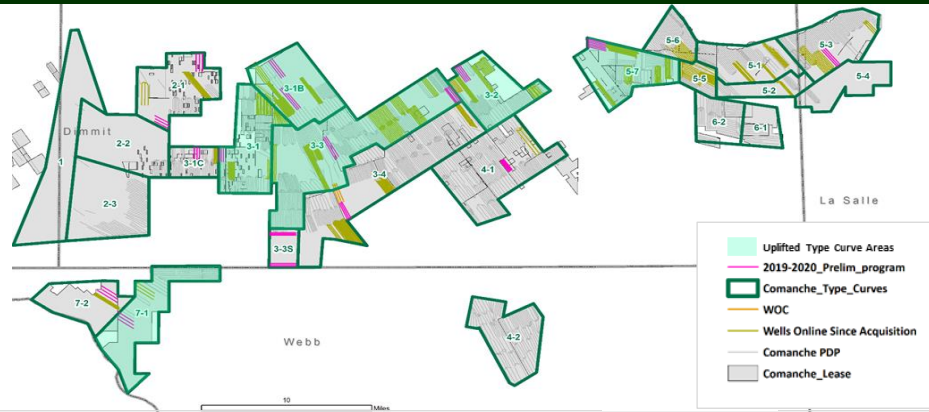 5-6
5-3
5-1
5-7
5-5
5-4
5-2
2-1
3-1B
3-2
6-2
6-1
Dimmit
2-2
3-1
3-3
1
3-1C
4-1
3-4
2-3
La Salle
3-3S
Uplifted Type Curve Areas
2019-2020_Prelim_program
Comanche_Type_Curves
WOC
Wells Online Since Acquisition
Comanche PDP
Comanche_Lease
7-2
7-1
Webb
4-2
10
Miles